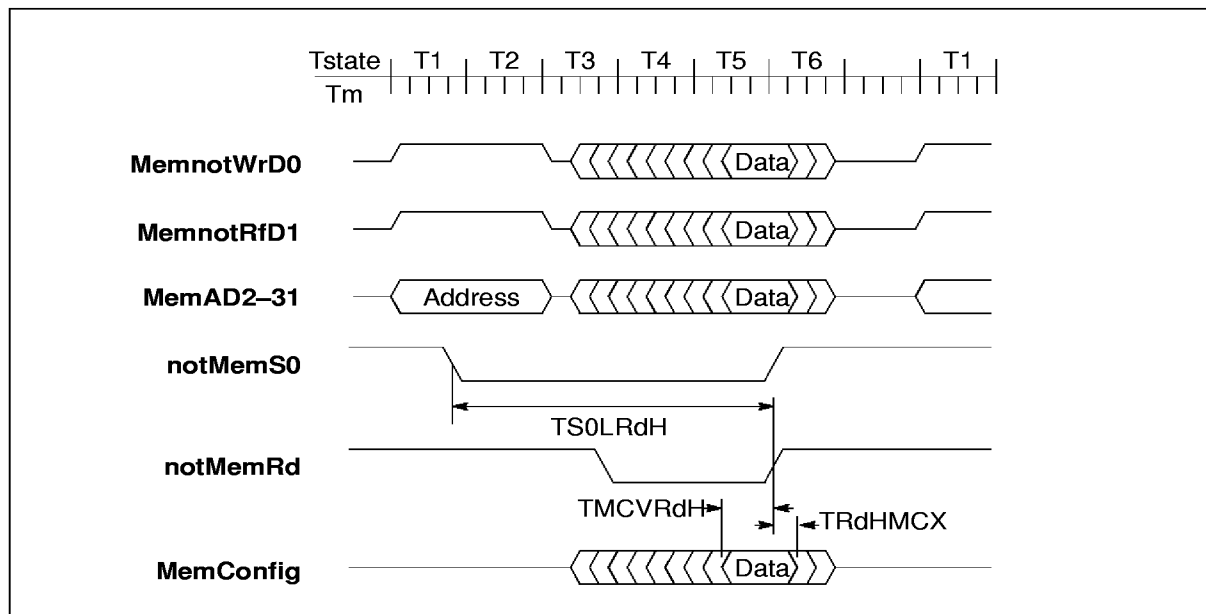 Tstate T1 T2 T3 T4 T5 T6 T1
Tm
MemnotWrD0 Data
MemnotRfD1 Data
MemAD2–31 Address Data
notMemS0
TS0LRdH
notMemRd
TMCVRdH
TRdHMCX
MemConfig Data